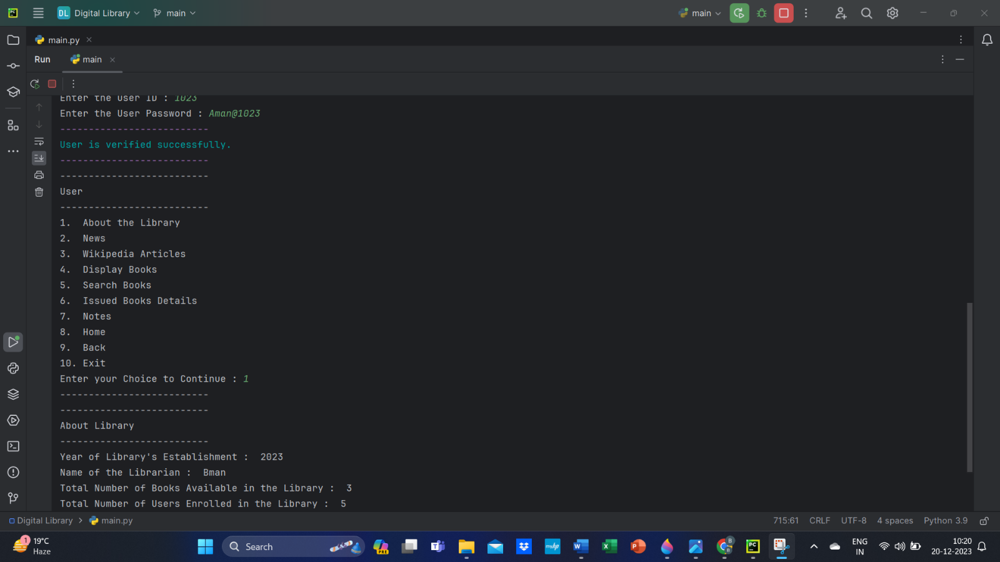 PC
DL Digital Library
main
main
main.py
Run
main
Enter the User ID : 1023
Enter the User Password : Aman@1023
--------------------------
User is verified successfully.
--------------------------
--------------------------
User
--------------------------
1.  About the Library
2.  News
3.  Wikipedia Articles
4.  Display Books
5.  Search Books
6.  Issued Books Details
7.  Notes
8.  Home
9.  Back
10. Exit
Enter your Choice to Continue : 1
--------------------------
--------------------------
About Library
--------------------------
Year of Library's Establishment :  2023
Name of the Librarian :  Bman
Total Number of Books Available in the Library :  3
Total Number of Users Enrolled in the Library :  5
Digital Library > main.py
715:61 CRLF UTF-8 4 spaces Python 3.9
1 19°C
Haze
Search
PRE
T
myhp
W
X
P
B
B
PC
ENG
IN
10:20
20-12-2023